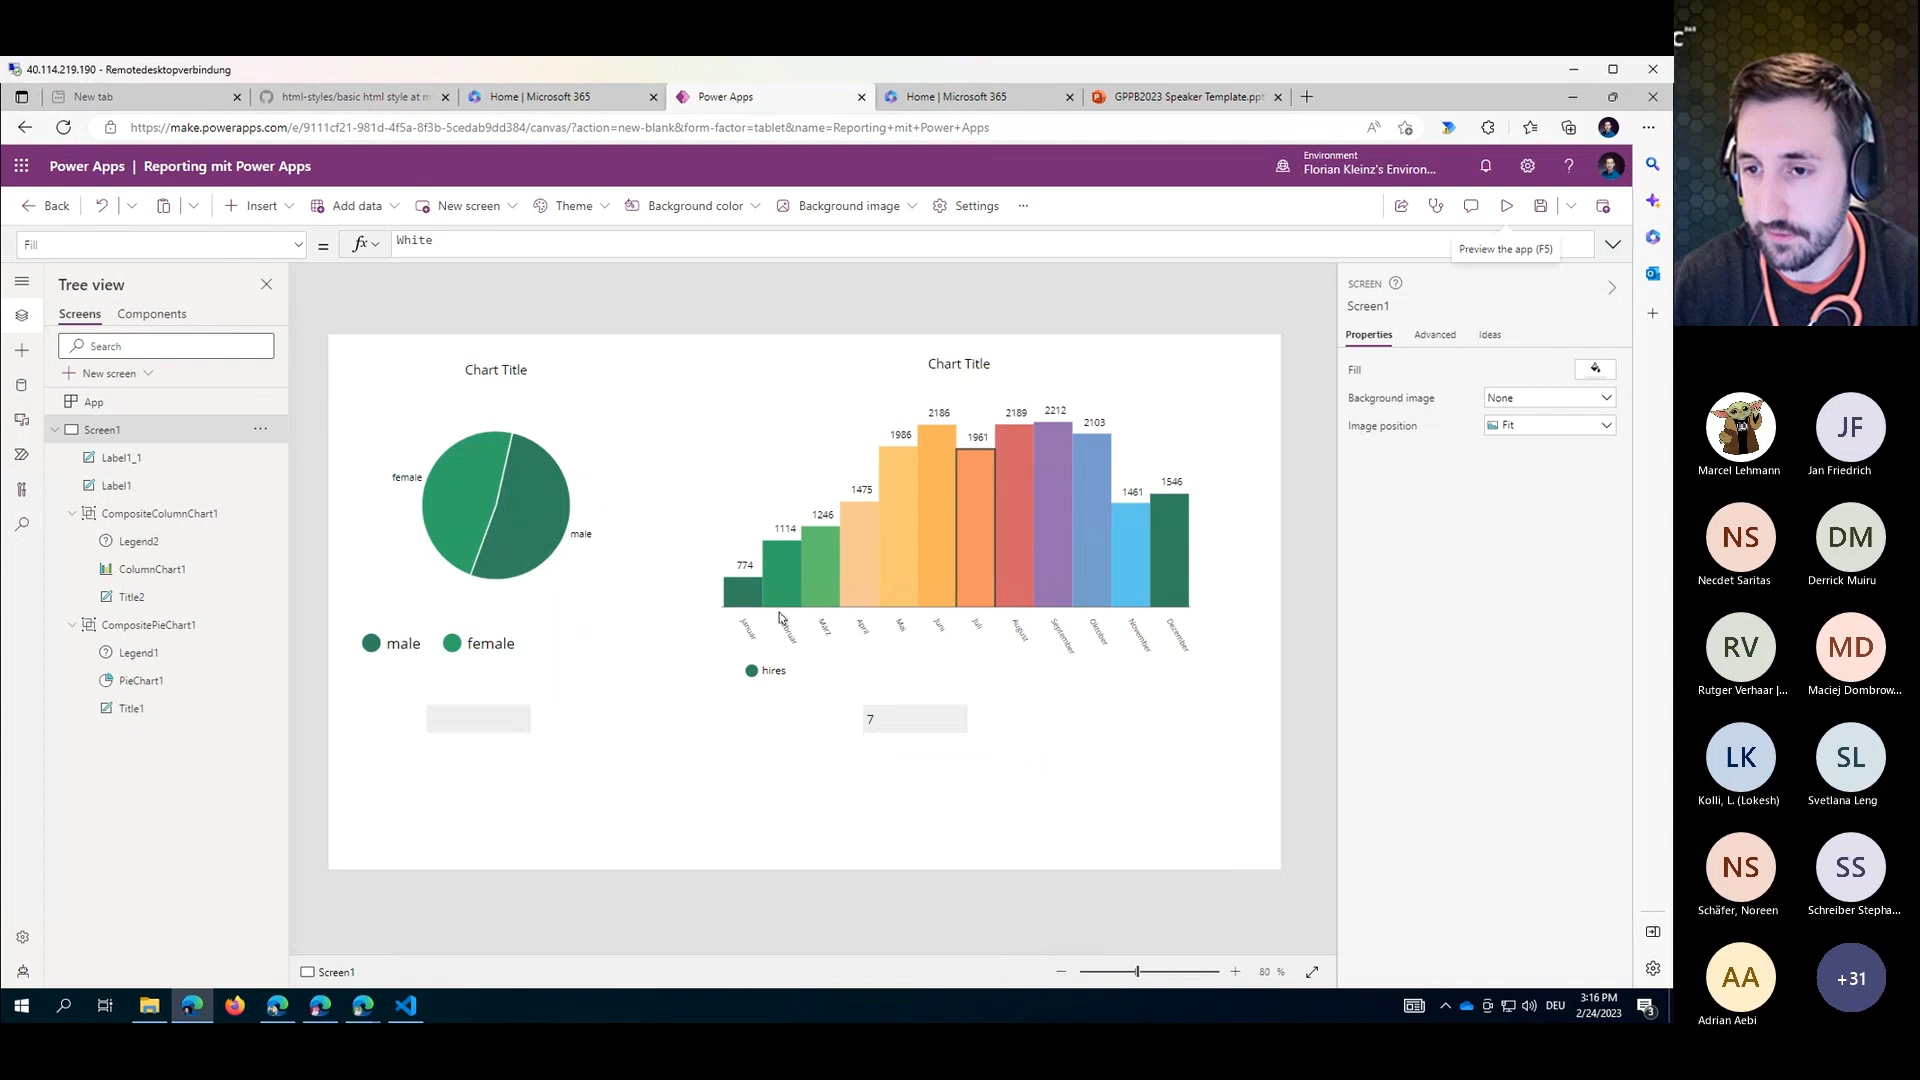 40.114.219.190 - Remotedesktopverbindung
New tab
html-styles/basic html style at m
Home | Microsoft 365
Power Apps
Home | Microsoft 365
GPPB2023 Speaker Template.ppt
https://make.powerapps.com/e/9111cf21-981d-4f5a-8f3b-5cedab9dd384/canvas/?action=new-blank&form-factor=tablet&name=Reporting+mit+Power+Apps
Power Apps | Reporting mit Power Apps
Environment
Florian Kleinz's Environ...
Back
Insert
Add data
New screen
Theme
Background color
Background image
Settings
Fill
=
fx
White
Preview the app (F5)
Tree view
Screens
Components
Search
New screen
App
Screen1
Label1_1
Label1
CompositeColumnChart1
Legend2
ColumnChart1
Title2
CompositePieChart1
Legend1
PieChart1
Title1
Chart Title
female
male
male
female
Chart Title
774
1114
1246
1475
1986
2186
1961
2189
2212
2103
1461
1546
Januar
März
April
Mai
Juni
Juli
August
September
Oktober
November
Dezember
hires
7
SCREEN
Screen1
Properties
Advanced
Ideas
Fill
Background image
None
Image position
Fit
Screen1
80 %
DEU
3:16 PM
2/24/2023
3
Marcel Lehmann
JF
Jan Friedrich
NS
Necdet Saritas
DM
Derrick Muiru
RV
Rutger Verhaar |...
MD
Maciej Dombrow...
LK
Kolli, L. (Lokesh)
SL
Svetlana Leng
NS
Schäfer, Noreen
SS
Schreiber Stepha...
AA
Adrian Aebi
+31